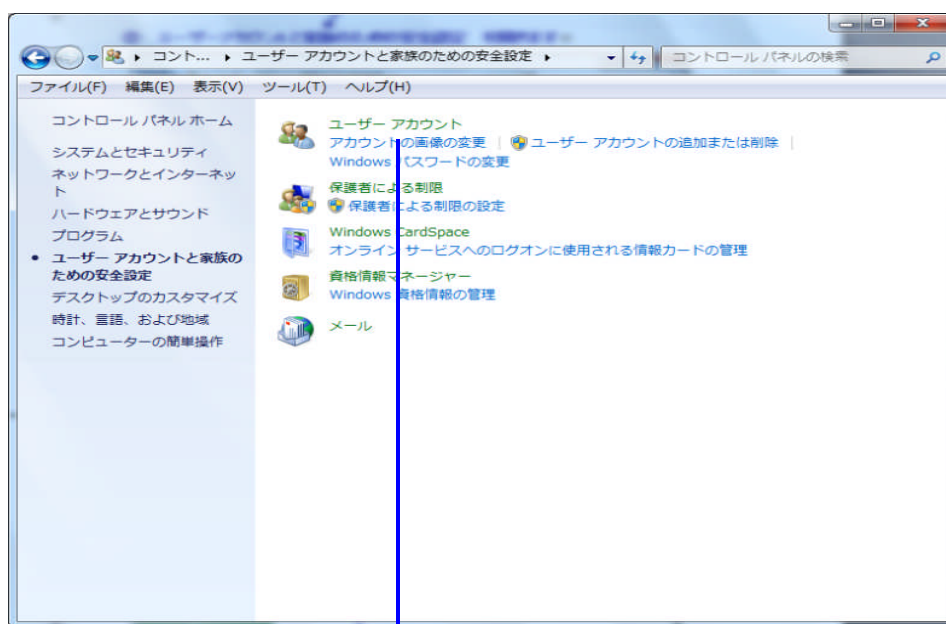 コント... ユーザー アカウントと家族のための安全設定 コントロール パネルの検索
ファイル(F) 編集(E) 表示(V) ツール(T) ヘルプ(H)
コントロール パネル ホーム
システムとセキュリティ
ネットワークとインターネッ
ト
ハードウェアとサウンド
プログラム
ユーザー アカウントと家族の
ための安全設定
デスクトップのカスタマイズ
時計、言語、および地域
コンピューターの簡単操作
ユーザー アカウント
アカウントの画像の変更 ユーザー アカウントの追加または削除
Windows パスワードの変更
保護者による制限
保護者による制限の設定
Windows CardSpace
オンライン サービスへのログオンに使用される情報カードの管理
資格情報マネージャー
Windows 資格情報の管理
メール